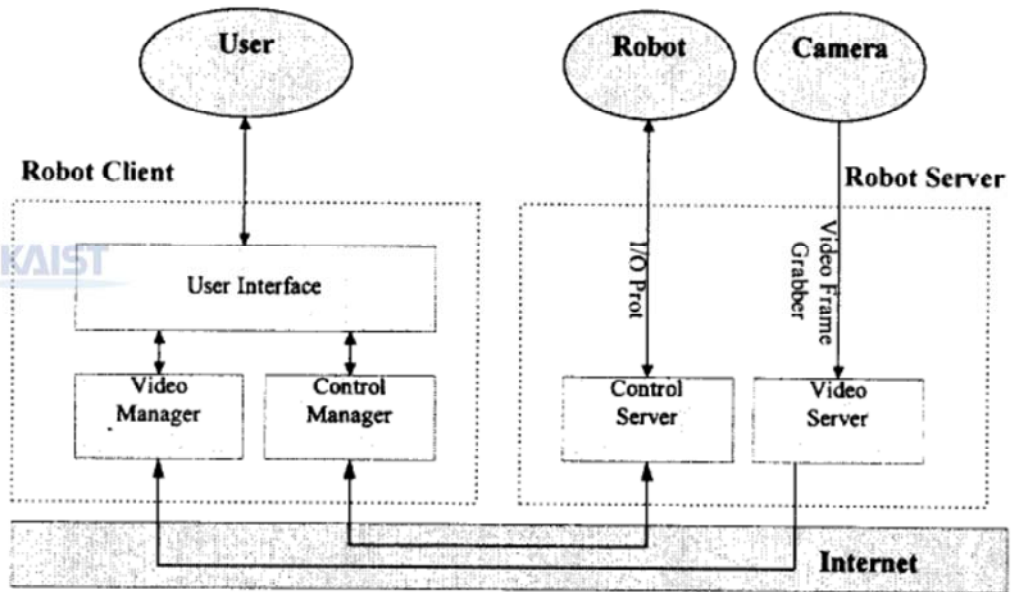 User
Robot
Camera
Robot Client
Robot Server
KAIST
User Interface
I/O Prot
Video Frame
Grabber
Video
Manager
Control
Manager
Control
Server
Video
Server
Internet